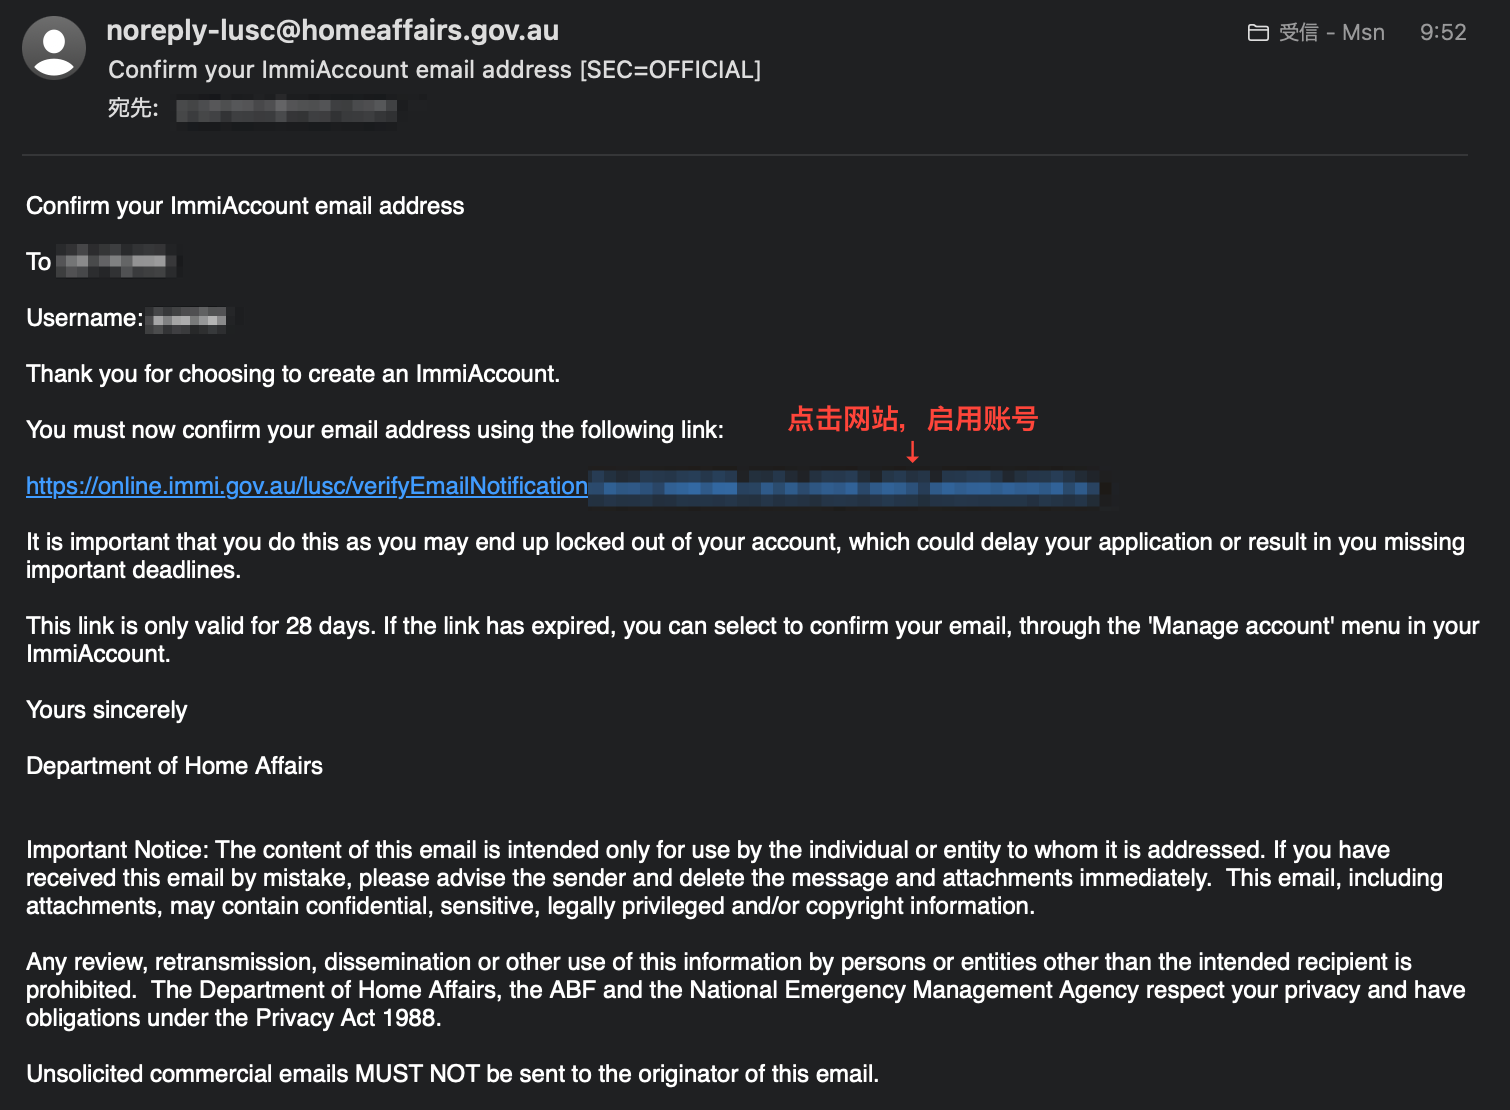 noreply-lusc@homeaffairs.gov.au
受信 - Msn 9:52
Confirm your ImmiAccount email address [SEC=OFFICIAL]
宛先:
Confirm your ImmiAccount email address
To
Username:
Thank you for choosing to create an ImmiAccount.
点击网站，启用账号
↓
You must now confirm your email address using the following link:
https://online.immi.gov.au/lusc/verifyEmailNotification
It is important that you do this as you may end up locked out of your account, which could delay your application or result in you missing
important deadlines.
This link is only valid for 28 days. If the link has expired, you can select to confirm your email, through the 'Manage account' menu in your
ImmiAccount.
Yours sincerely
Department of Home Affairs
Important Notice: The content of this email is intended only for use by the individual or entity to whom it is addressed. If you have
received this email by mistake, please advise the sender and delete the message and attachments immediately.  This email, including
attachments, may contain confidential, sensitive, legally privileged and/or copyright information.
Any review, retransmission, dissemination or other use of this information by persons or entities other than the intended recipient is
prohibited.  The Department of Home Affairs, the ABF and the National Emergency Management Agency respect your privacy and have
obligations under the Privacy Act 1988.
Unsolicited commercial emails MUST NOT be sent to the originator of this email.